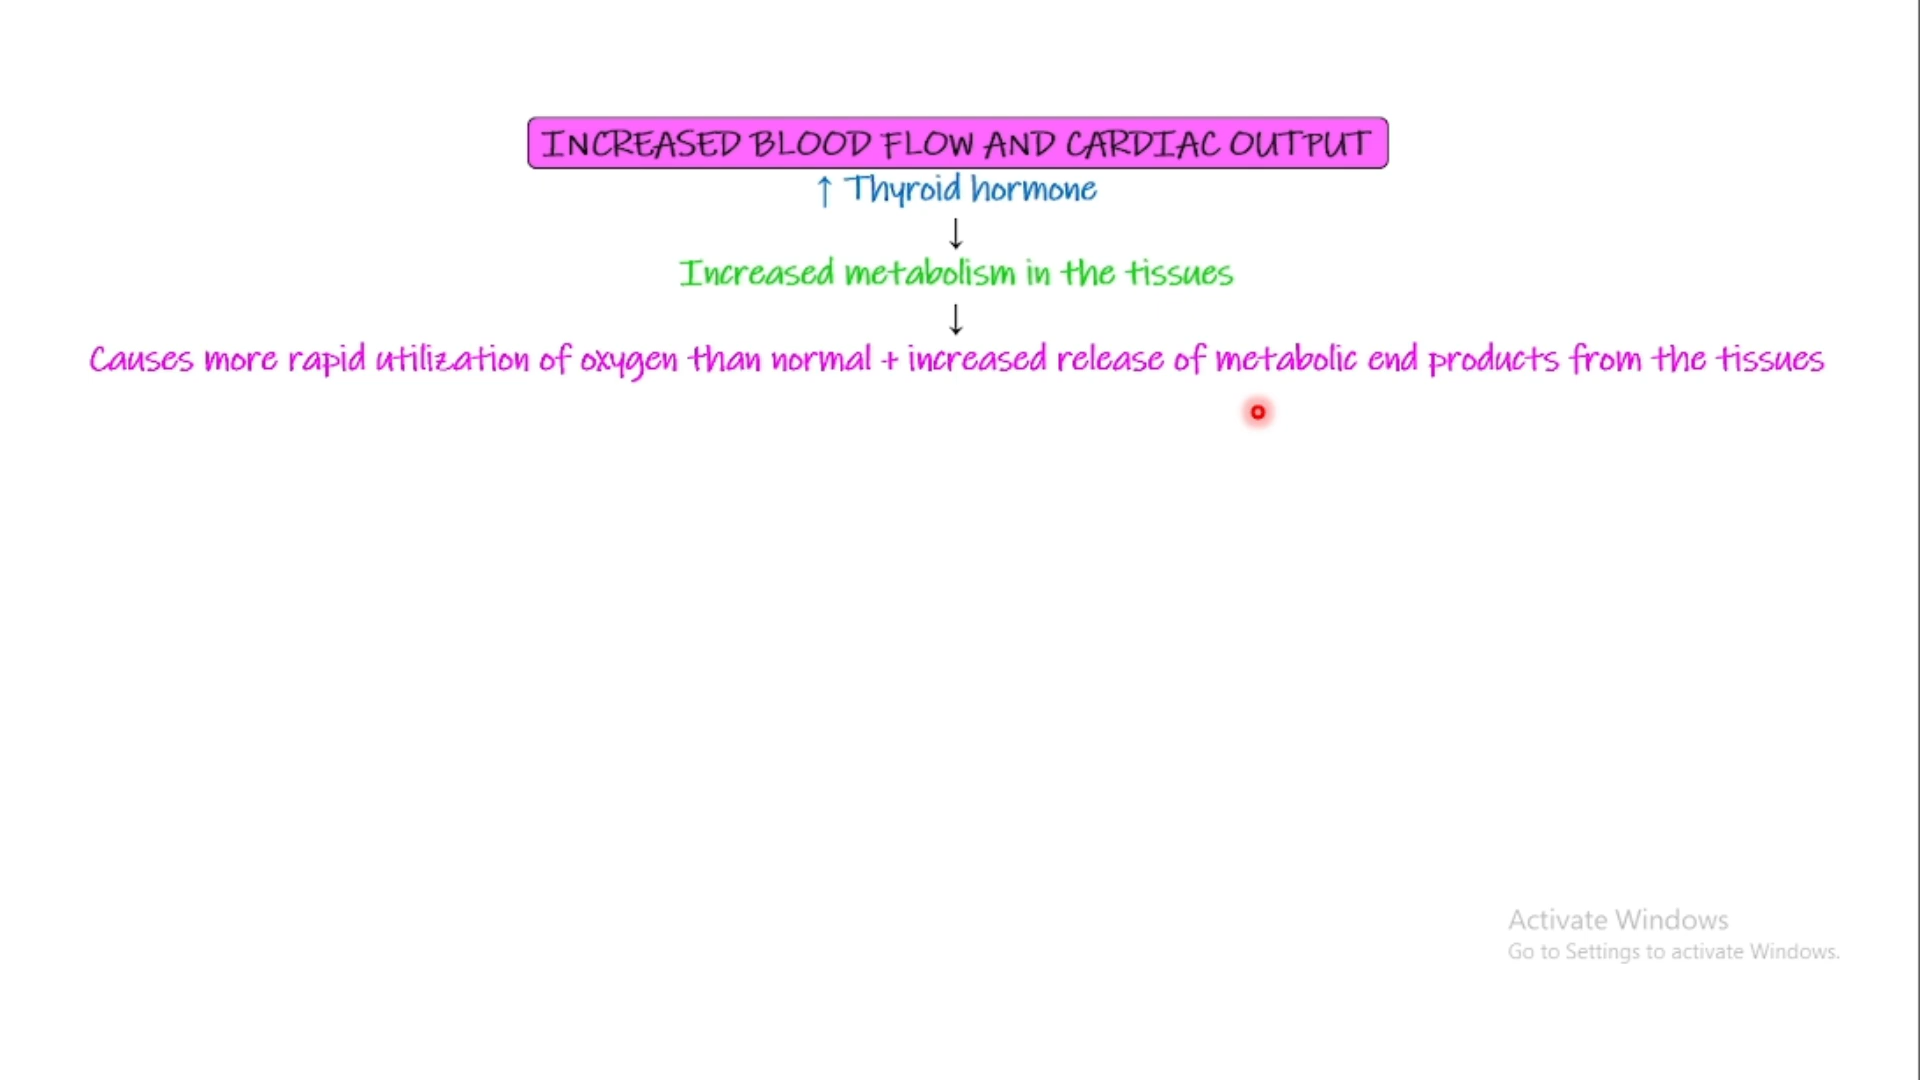 INCREASED BLOOD FLOW AND CARDIAC OUTPUT
↑ Thyroid hormone
↓
Increased metabolism in the tissues
↓
Causes more rapid utilization of oxygen than normal + increased release of metabolic end products from the tissues
Activate Windows
Go to Settings to activate Windows.